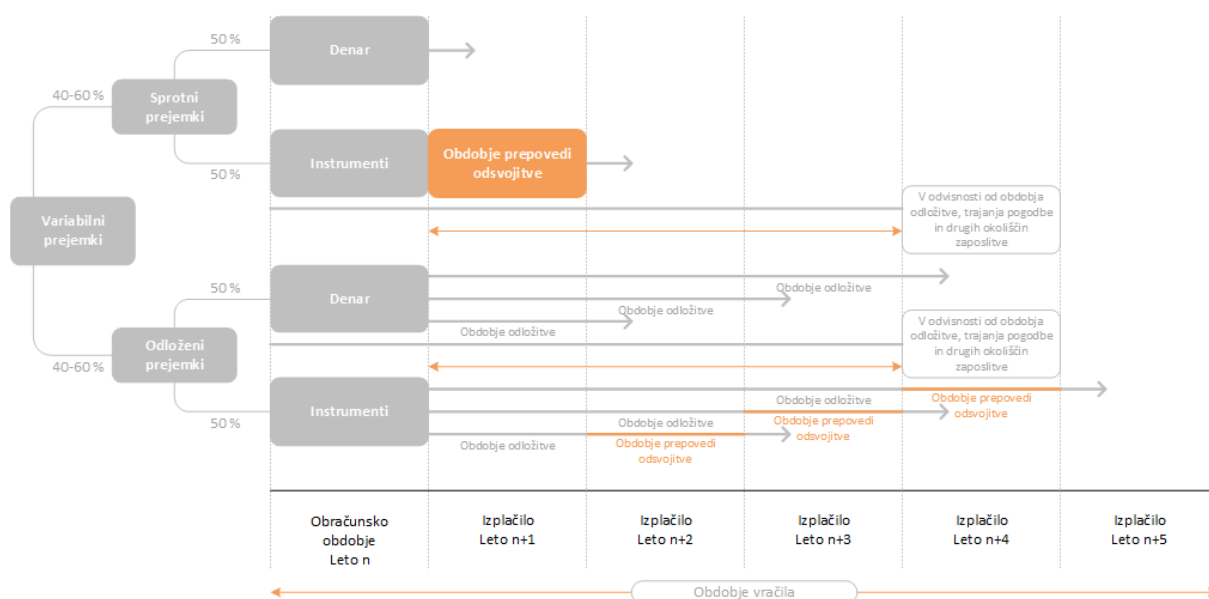 50 %
Denar
40-60 %
Sprotni
prejemki
50 %
Instrumenti
Obdobje prepovedi
odsvojitve
Variabilni
prejemki
V odvisnosti od obdobja
odložitve, trajanja pogodbe
in drugih okoliščin
zaposlitve
50 %
Denar
Obdobje odložitve
Obdobje odložitve
Obdobje odložitve
40-60 %
Odloženi
prejemki
V odvisnosti od obdobja
odložitve, trajanja pogodbe
in drugih okoliščin
zaposlitve
50 %
Instrumenti
Obdobje odložitve
Obdobje prepovedi
odsvojitve
Obdobje odložitve
Obdobje prepovedi
odsvojitve
Obdobje odložitve
Obdobje prepovedi
odsvojitve
Obračunsko
obdobje
Leto n
Izplačilo
Leto n+1
Izplačilo
Leto n+2
Izplačilo
Leto n+3
Izplačilo
Leto n+4
Izplačilo
Leto n+5
Obdobje vračila